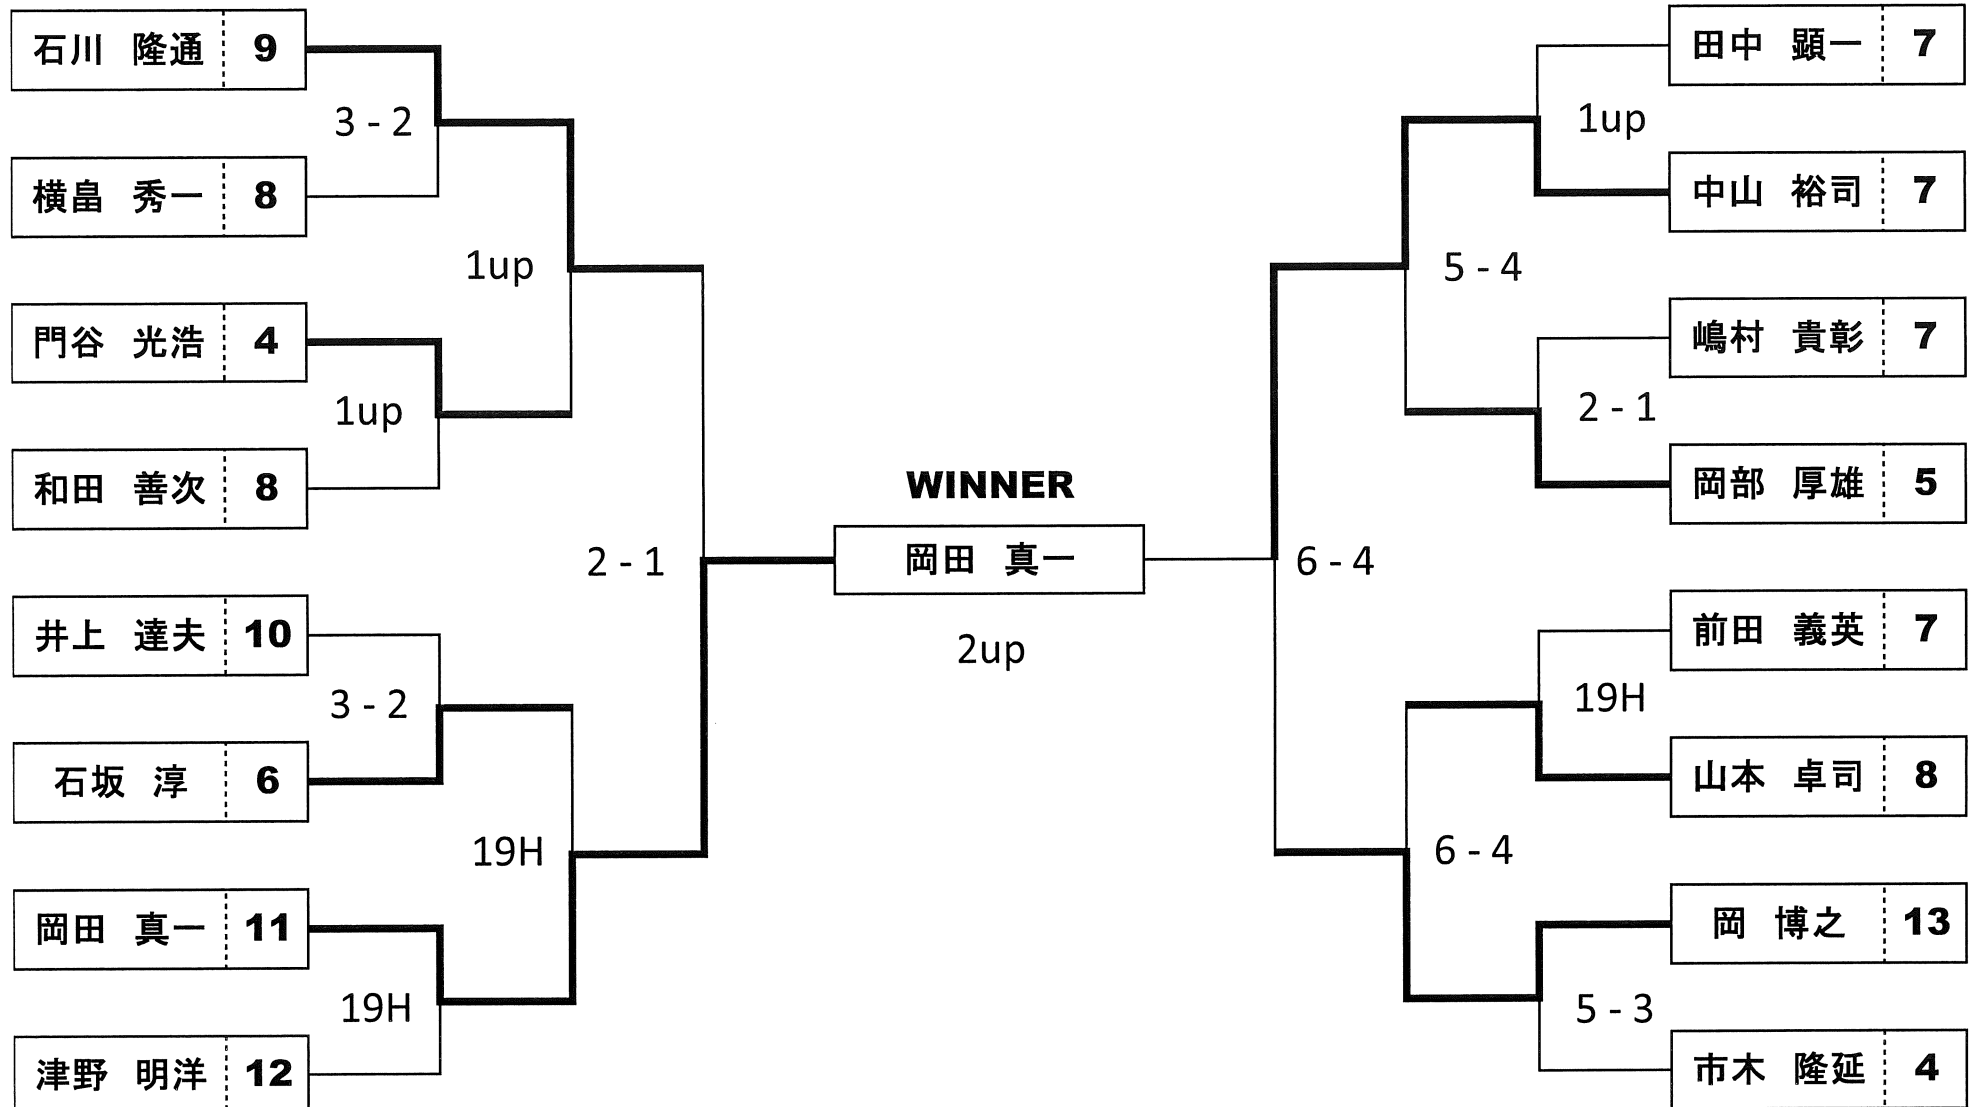 石川 隆通 9
3 - 2
横畠 秀一 8
1up
門谷 光浩 4
1up
和田 善次 8
2 - 1
井上 達夫 10
3 - 2
石坂 淳 6
19H
岡田 真一 11
19H
津野 明洋 12
WINNER
岡田 真一
2up
田中 顕一 7
1up
中山 裕司 7
5 - 4
嶋村 貴彰 7
2 - 1
岡部 厚雄 5
6 - 4
前田 義英 7
19H
山本 卓司 8
6 - 4
岡 博之 13
5 - 3
市木 隆延 4